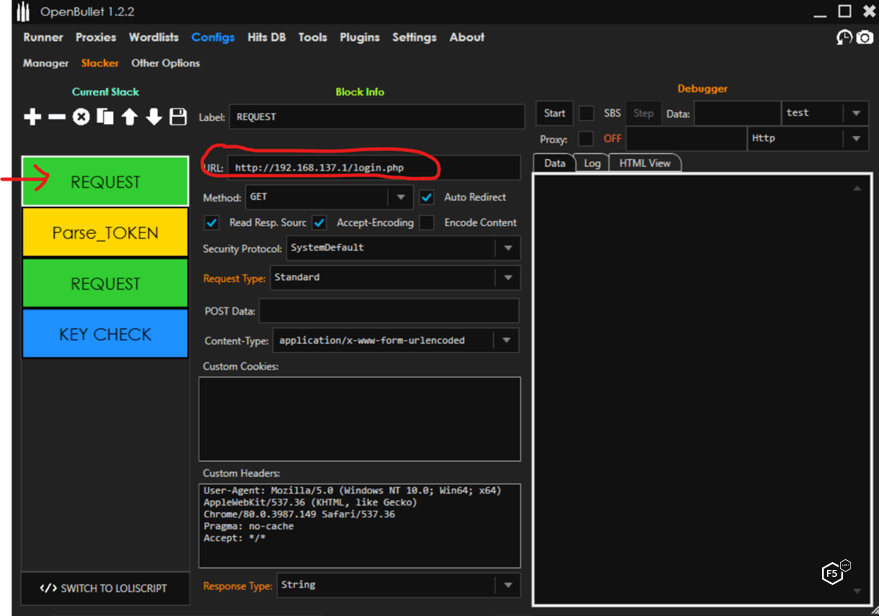 OpenBullet 1.2.2
Runner Proxies Wordlists Configs Hits DB Tools Plugins Settings About
Manager Stacker Other Options
Current Stack
Block Info
Debugger
Label: REQUEST
Start SBS Step Data: test
URL: http://192.168.137.1/login.php
Proxy: OFF Http
Data Log HTML View
REQUEST
Method: GET Auto Redirect
Read Resp. Sourc Accept-Encoding Encode Content
Parse_TOKEN
Security Protocol: SystemDefault
Request Type: Standard
REQUEST
POST Data:
KEY CHECK
Content-Type: application/x-www-form-urlencoded
Custom Cookies:
Custom Headers:
User-Agent: Mozilla/5.0 (Windows NT 10.0; Win64; x64)
AppleWebKit/537.36 (KHTML, like Gecko)
Chrome/80.0.3987.149 Safari/537.36
Pragma: no-cache
Accept: */*
F5
</> SWITCH TO LOLISCRIPT
Response Type: String